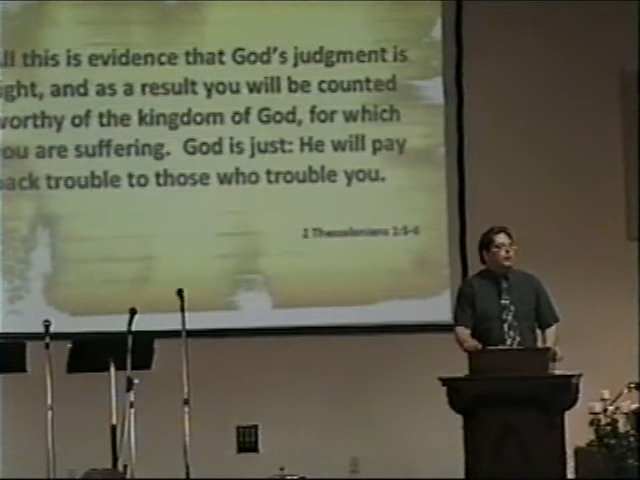 ll this is evidence that God's judgment is
ight, and as a result you will be counted
worthy of the kingdom of God, for which
ou are suffering.  God is just: He will pay
ack trouble to those who trouble you.
2 Thessalonians 1:5-6